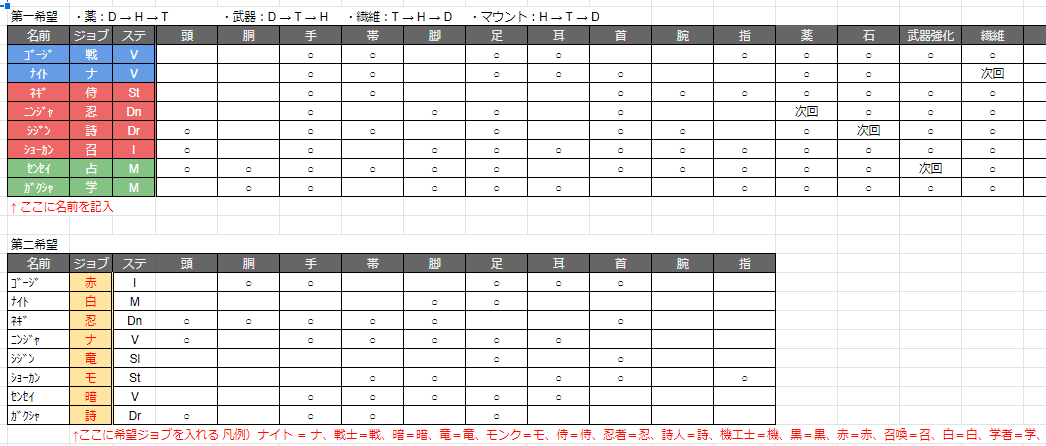 第一希望 ・薬：D → H → T ・武器：D → T → H ・繊維：T → H → D ・マウント：H → T → D
名前 ジョブ ステ 頭 胴 手 帯 脚 足 耳 首 腕 指 薬 石 武器強化 繊維
ｺﾞｰｼﾞ 戦 V ○ ○ ○ ○ ○ ○ ○ ○ ○
ﾅｲﾄ ナ V ○ ○ ○ ○ ○ ○ ○ 次回
ﾈｷﾞ 侍 St ○ ○ ○ ○ ○ ○ ○ ○ ○
ﾆﾝｼﾞｬ 忍 Dn ○ ○ ○ ○ 次回 ○ ○ ○
ｼｼﾞﾝ 詩 Dr ○ ○ ○ ○ ○ ○ ○ 次回 ○ ○
ｼｮｰｶﾝ 召 I ○ ○ ○ ○ ○ ○ ○ ○ ○ ○ ○ ○
ｾﾝｾｲ 占 M ○ ○ ○ ○ ○ ○ ○ ○ ○ ○ ○ 次回 ○
ｶﾞｸｼｬ 学 M ○ ○ ○ ○ ○ ○ ○ ○ ○ ○
↑ ここに名前を記入
第二希望
名前 ジョブ ステ 頭 胴 手 帯 脚 足 耳 首 腕 指
ｺﾞｰｼﾞ 赤 I ○ ○ ○ ○ ○
ﾅｲﾄ 白 M ○ ○
ﾈｷﾞ 忍 Dn ○ ○ ○ ○ ○ ○
ﾆﾝｼﾞｬ ナ V ○ ○ ○ ○ ○ ○
ｼｼﾞﾝ 竜 Sl ○ ○
ｼｮｰｶﾝ モ St ○ ○ ○ ○ ○
ｾﾝｾｲ 暗 V ○ ○ ○ ○ ○
ｶﾞｸｼｬ 詩 Dr ○ ○ ○ ○
↑ここに希望ジョブを入れる 凡例）ナイト = ナ、戦士＝戦、暗＝暗、竜＝竜、モンク＝モ、侍＝侍、忍者＝忍、詩人＝詩、機工士＝機、黒＝黒、赤＝赤、召喚＝召、白＝白、学者＝学、